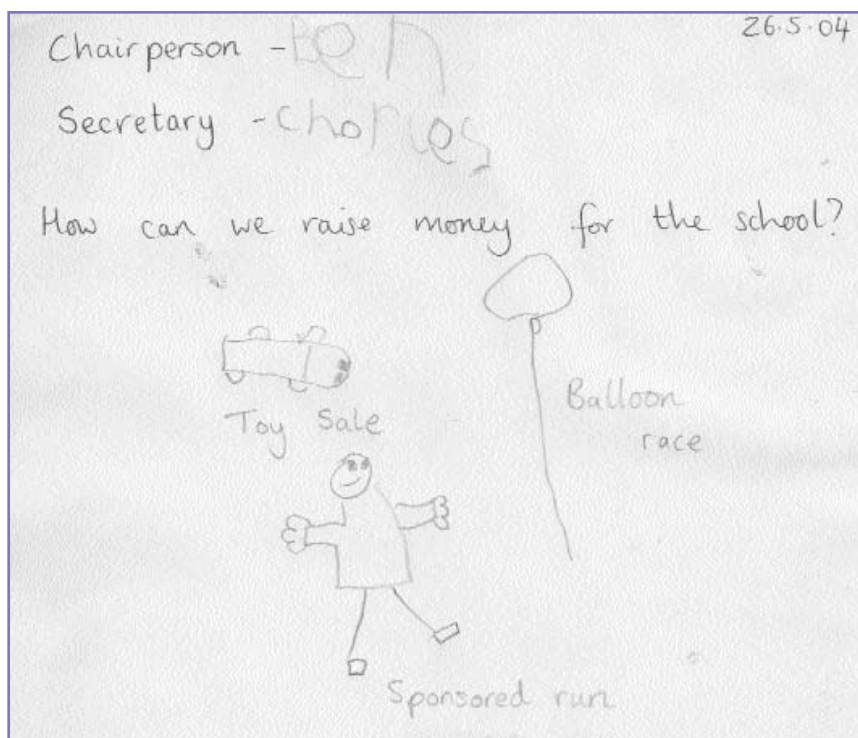 26.5.04
Chairperson - Ben
Secretary - Charles
How can we raise money for the school?
Toy Sale
Balloon
race
Sponsored run